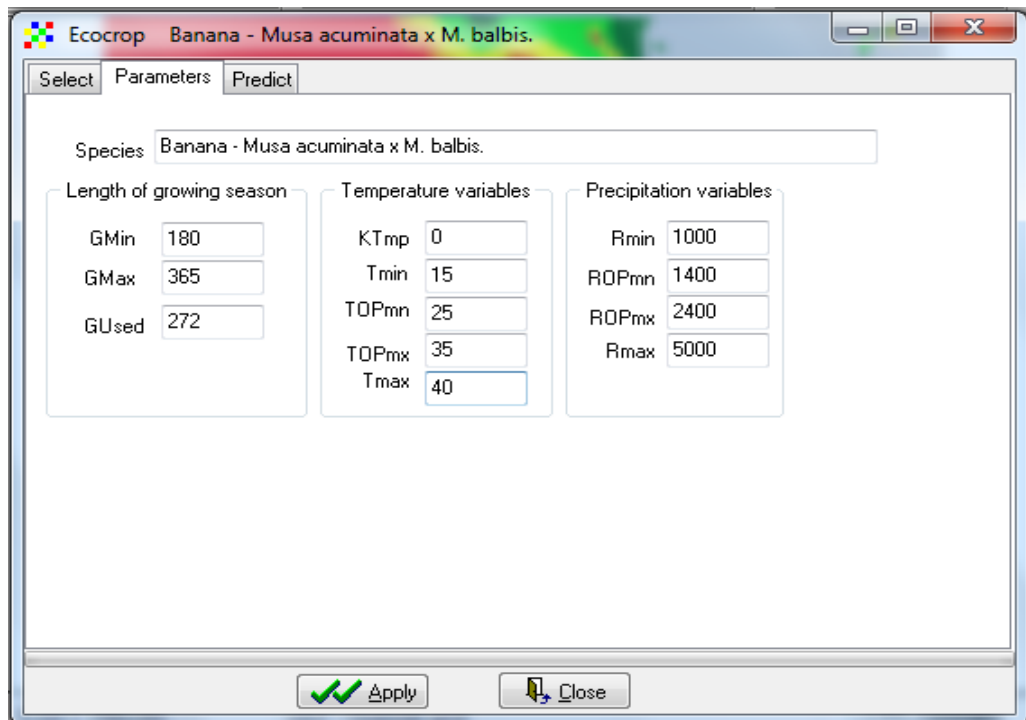 Ecocrop Banana - Musa acuminata x M. balbis.
Select Parameters Predict
Species Banana - Musa acuminata x M. balbis.
Length of growing season
GMin 180
GMax 365
GUsed 272
Temperature variables
KTmp 0
Tmin 15
TOPmn 25
TOPmx 35
Tmax 40
Precipitation variables
Rmin 1000
ROPmn 1400
ROPmx 2400
Rmax 5000
Apply Close